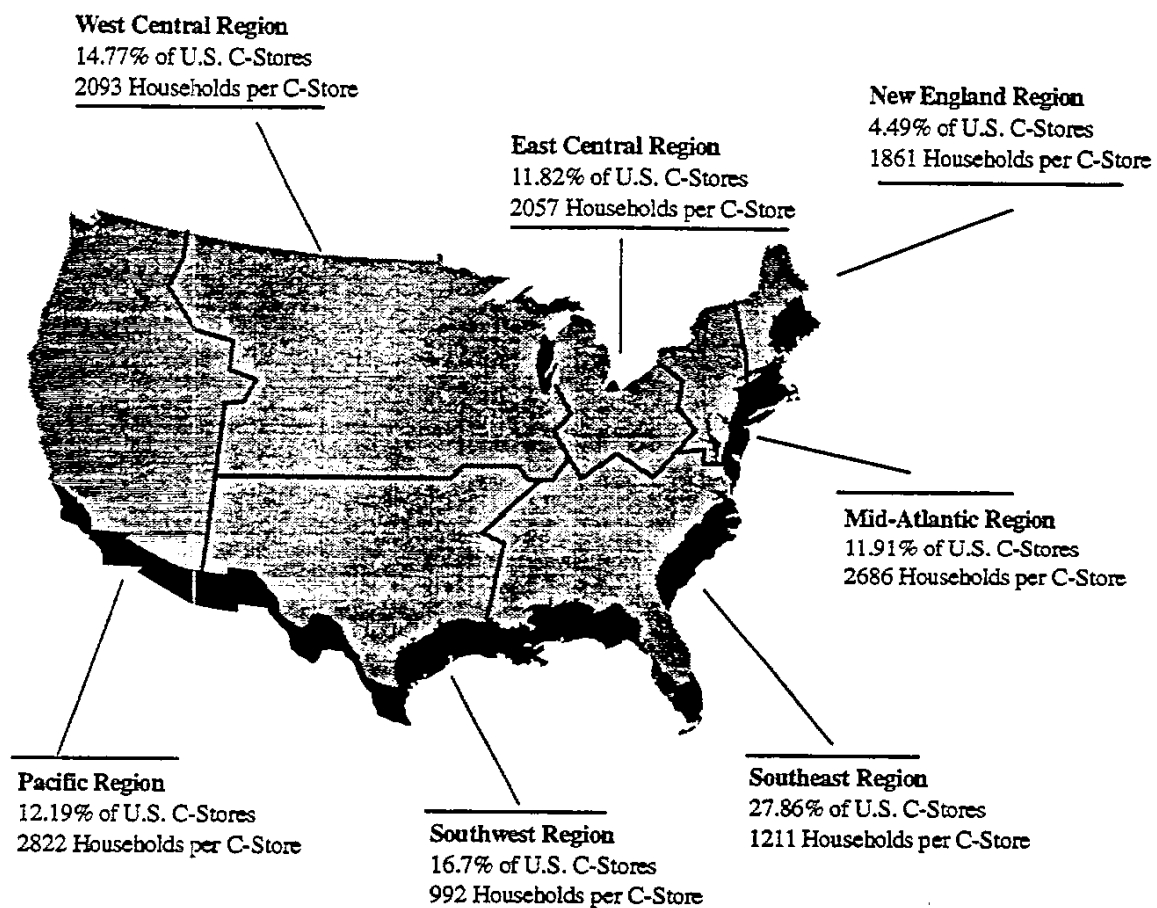 West Central Region
14.77% of U.S. C-Stores
2093 Households per C-Store
New England Region
4.49% of U.S. C-Stores
1861 Households per C-Store
East Central Region
11.82% of U.S. C-Stores
2057 Households per C-Store
Mid-Atlantic Region
11.91% of U.S. C-Stores
2686 Households per C-Store
Pacific Region
12.19% of U.S. C-Stores
2822 Households per C-Store
Southwest Region
16.7% of U.S. C-Stores
992 Households per C-Store
Southeast Region
27.86% of U.S. C-Stores
1211 Households per C-Store